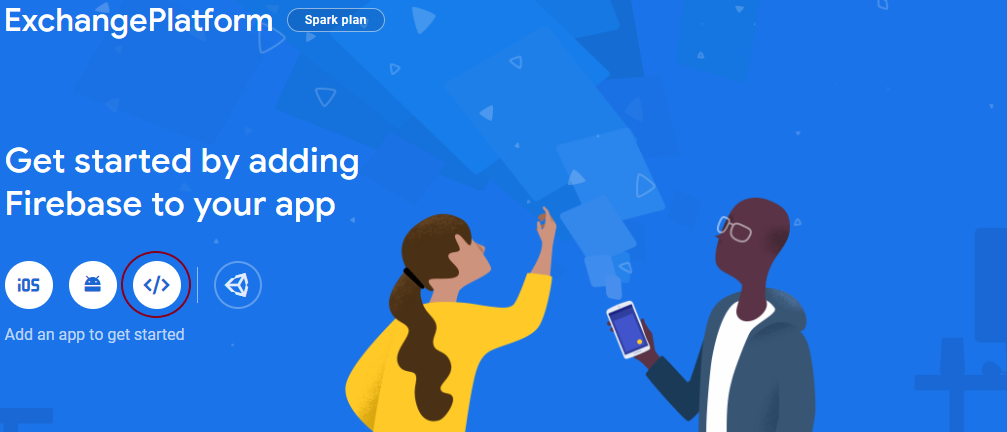 ExchangePlatform
Spark plan
Get started by adding
Firebase to your app
iOS
</>
Add an app to get started